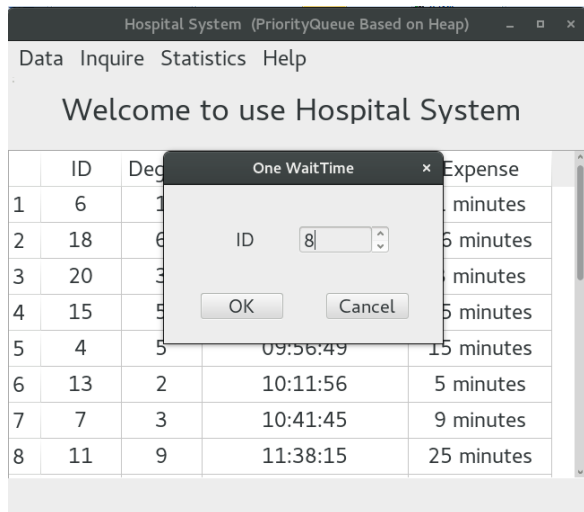 Hospital System (PriorityQueue Based on Heap)
Data Inquire Statistics Help
Welcome to use Hospital System
ID Expense
One WaitTime
1 6 minutes
2 18 minutes
ID 8
3 20 minutes
4 15 minutes
OK Cancel
5 4 5 09:56:49 15 minutes
6 13 2 10:11:56 5 minutes
7 7 3 10:41:45 9 minutes
8 11 9 11:38:15 25 minutes